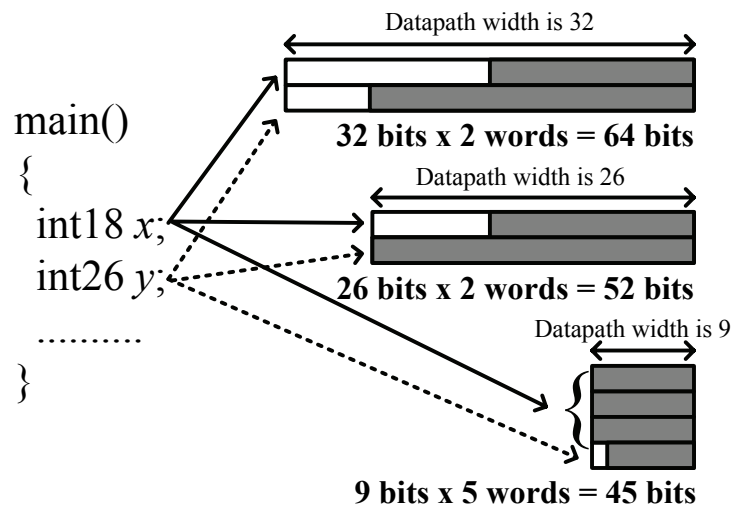 Datapath width is 32
32 bits x 2 words = 64 bits
main()
{
int18 x;
int26 y;
..........
}
Datapath width is 26
26 bits x 2 words = 52 bits
Datapath width is 9
{
9 bits x 5 words = 45 bits